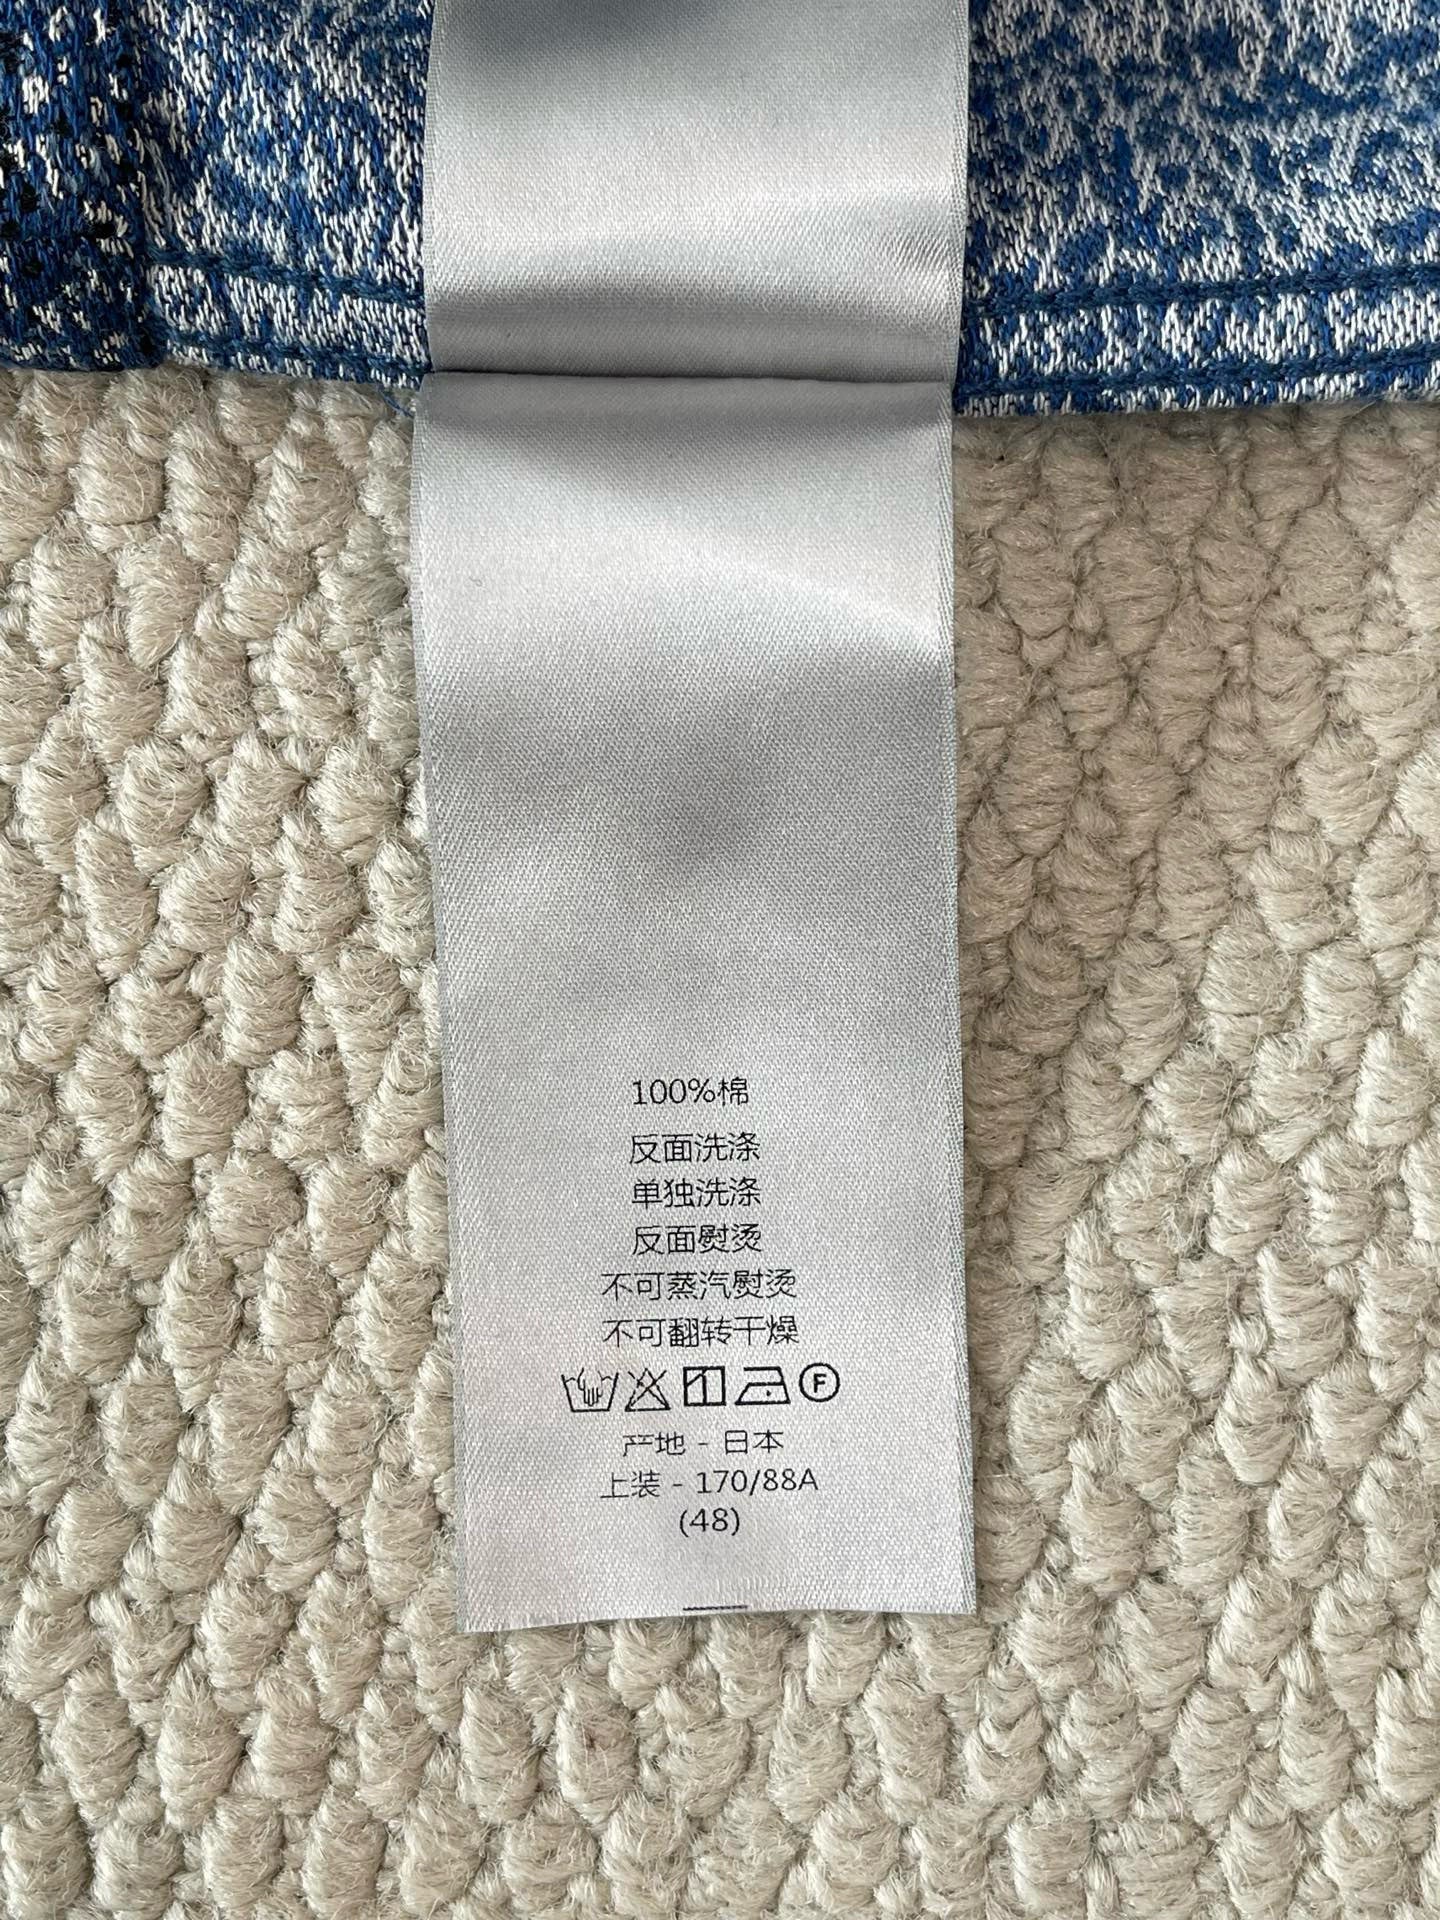 100%棉
反面洗涤
单独洗涤
反面熨烫
不可蒸汽熨烫
不可翻转干燥
F
产地 - 日本
上装 - 170/88A
(48)